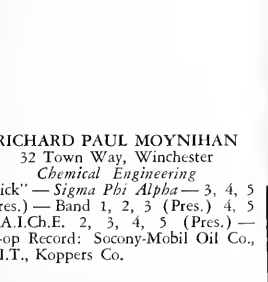 RICHARD PAUL MOYNIHAN
32 Town Way, Winchester
Chemical Engineering
ick" — Sigma Phi Alpha — 3, 4, 5
res.) — Band 1, 2, 3 (Pres.) 4, 5
A.I.Ch.E. 2, 3, 4, 5 (Pres.) —
-op Record: Socony-Mobil Oil Co.,
I.T., Koppers Co.